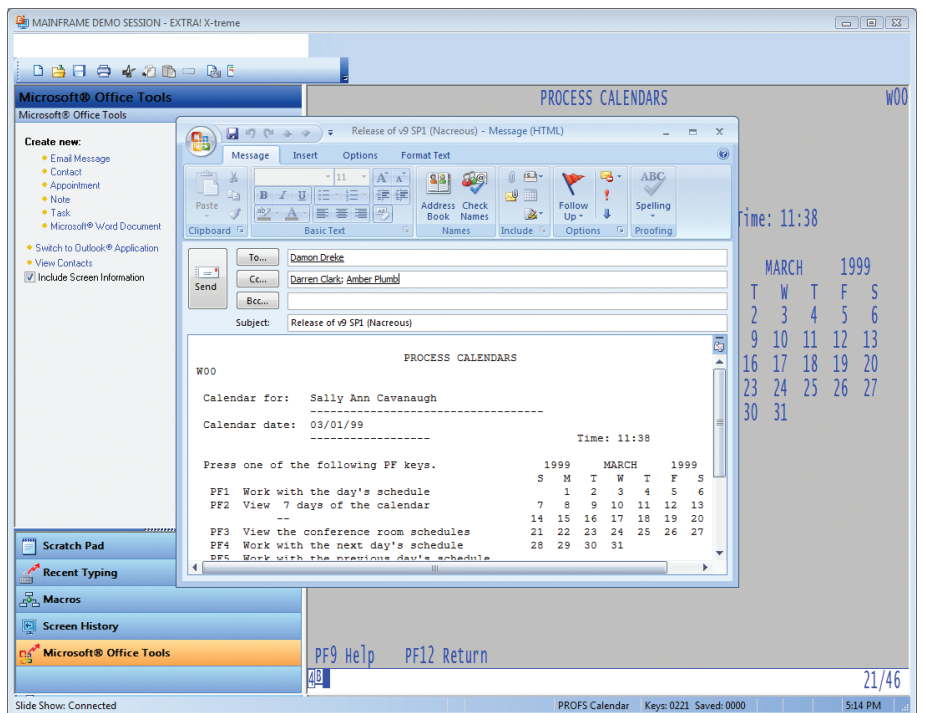 MAINFRAME DEMO SESSION - EXTRA! X-treme
Microsoft® Office Tools
Microsoft® Office Tools
Create new:
Email Message
Contact
Appointment
Note
Task
Microsoft® Word Document
Switch to Outlook® Application
View Contacts
Include Screen Information
Scratch Pad
Recent Typing
Macros
Screen History
Microsoft® Office Tools
PROCESS CALENDARS W00
Time: 11:38
MARCH 1999
T W T F S
2 3 4 5 6
9 10 11 12 13
16 17 18 19 20
23 24 25 26 27
30 31
PF9 Help PF12 Return
4B
21/46
Release of v9 SP1 (Nacreous) - Message (HTML)
Message Insert Options Format Text
Paste
Clipboard
11
B I U
ab
A
Basic Text
Address Book
Check Names
Names
Include
Follow Up
Options
ABC
Spelling
Proofing
Send
To... Damon Dreke
Cc... Darren Clark; Amber Plumb
Bcc...
Subject: Release of v9 SP1 (Nacreous)
PROCESS CALENDARS
W00
Calendar for: Sally Ann Cavanaugh
-----------------------------------
Calendar date: 03/01/99
------------------ Time: 11:38
Press one of the following PF keys. 1999 MARCH 1999
S M T W T F S
PF1 Work with the day's schedule 1 2 3 4 5 6
PF2 View 7 days of the calendar 7 8 9 10 11 12 13
-- 14 15 16 17 18 19 20
PF3 View the conference room schedules 21 22 23 24 25 26 27
PF4 Work with the next day's schedule 28 29 30 31
PF5 Work with the previous day's schedule
Slide Show: Connected
PROFS Calendar Keys: 0221 Saved: 0000 5:14 PM